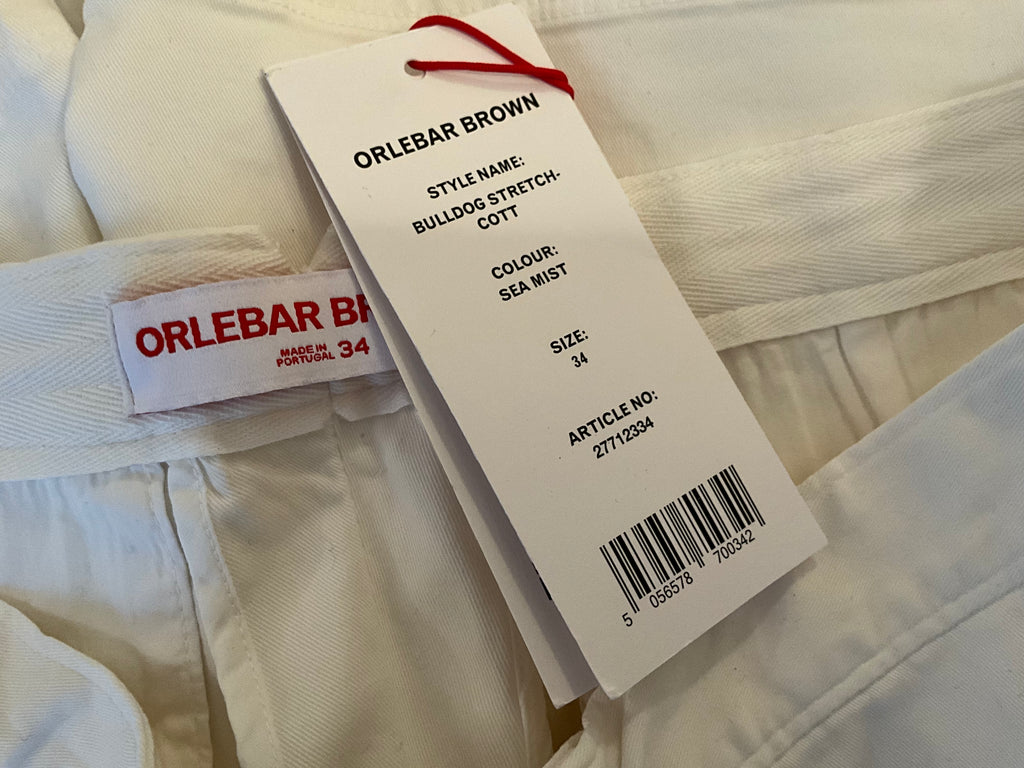 ORLEBAR BROWN
STYLE NAME:
BULLDOG STRETCH-
COTT
COLOUR:
SEA MIST
SIZE:
34
ARTICLE NO:
27712334
5 056578 700342
ORLEBAR
MADE IN
PORTUGAL 34